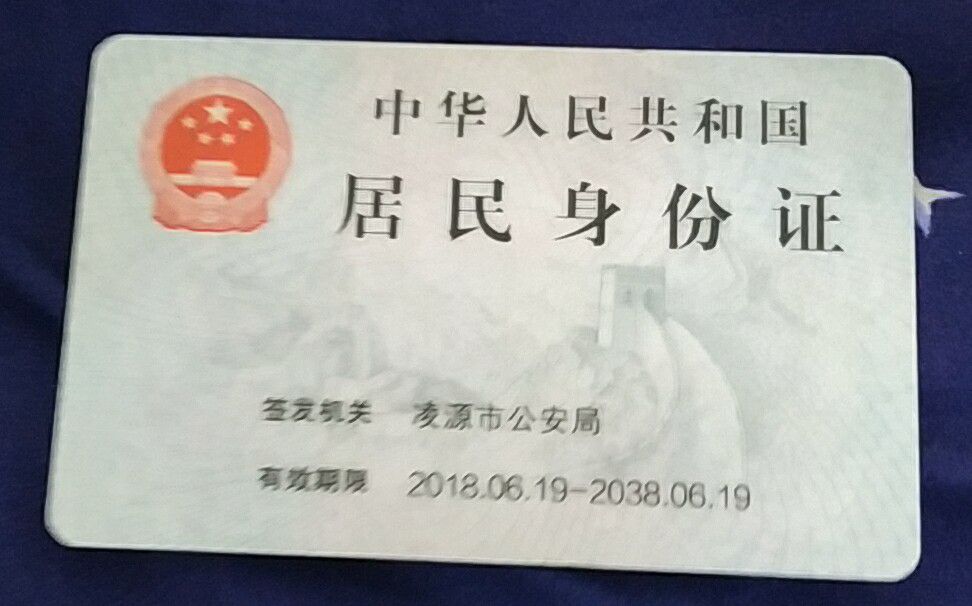 中华人民共和国
居民身份证
签发机关 凌源市公安局
有效期限 2018.06.19-2038.06.19